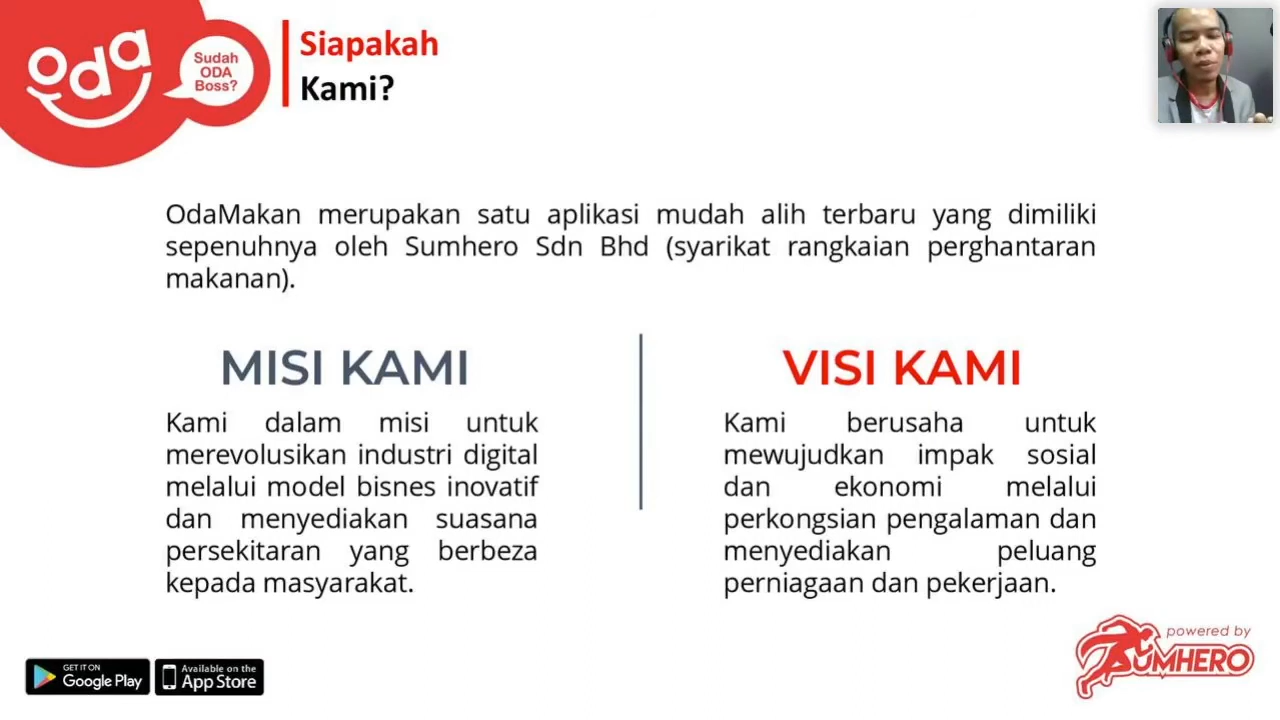 oda
Sudah
ODA
Boss?
Siapakah
Kami?
OdaMakan merupakan satu aplikasi mudah alih terbaru yang dimiliki
sepenuhnya oleh Sumhero Sdn Bhd (syarikat rangkaian perghantaran
makanan).
MISI KAMI
Kami dalam misi untuk
merevolusikan industri digital
melalui model bisnes inovatif
dan menyediakan suasana
persekitaran yang berbeza
kepada masyarakat.
VISI KAMI
Kami berusaha untuk
mewujudkan impak sosial
dan ekonomi melalui
perkongsian pengalaman dan
menyediakan peluang
perniagaan dan pekerjaan.
GET IT ON
Google Play
Available on the
App Store
powered by
SUMHERO